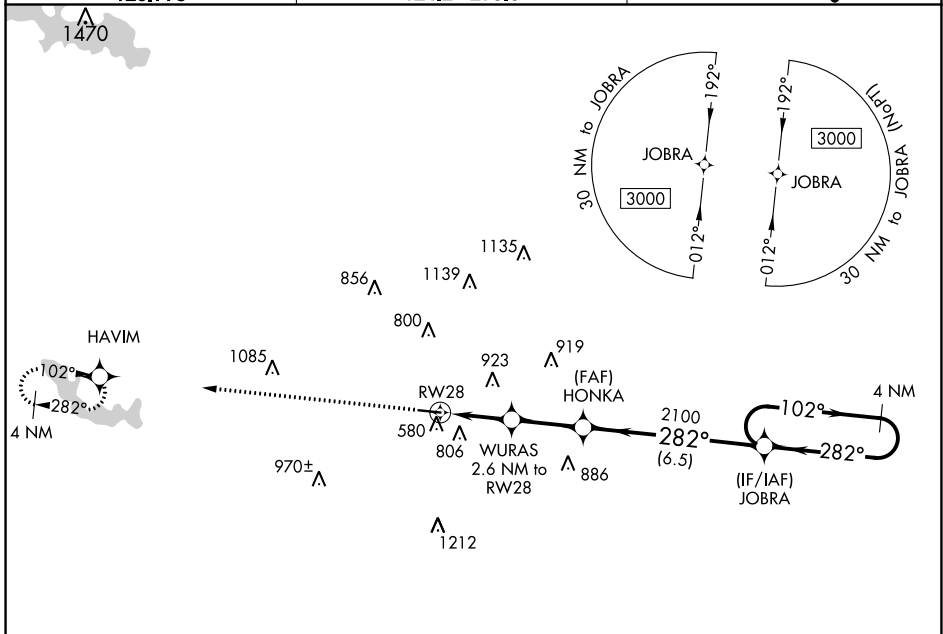 1470
30 NM to JOBRA
192°
JOBRA
3000
012°
192°
3000
JOBRA
012°
30 NM to JOBRA (NoPT)
1135
1139
856
800
HAVIM
102°
282°
4 NM
1085
923
919
RW28
(FAF)
HONKA
580
806
WURAS
2.6 NM to
RW28
2100
282°
(6.5)
886
102°
4 NM
282°
(IF/IAF)
JOBRA
970±
1212